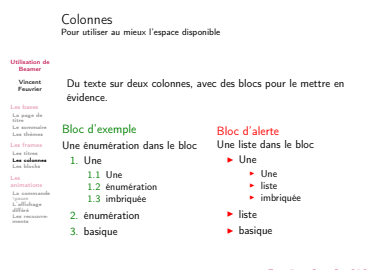 Colonnes
Pour utiliser au mieux l'espace disponible
Utilisation de
Beamer
Vincent
Feuvrier
Les bases
La page de
titre
Le sommaire
Les thèmes
Les frames
Les titres
Les colonnes
Les blocks
Les
animations
La commande
\pause
L'affichage
différé
Les recouvre-
ments
Du texte sur deux colonnes, avec des blocs pour le mettre en
évidence.
Bloc d'exemple
Une énumération dans le bloc
1. Une
1.1 Une
1.2 énumération
1.3 imbriquée
2. énumération
3. basique
Bloc d'alerte
Une liste dans le bloc
▶ Une
▶ Une
▶ liste
▶ imbriquée
▶ liste
▶ basique